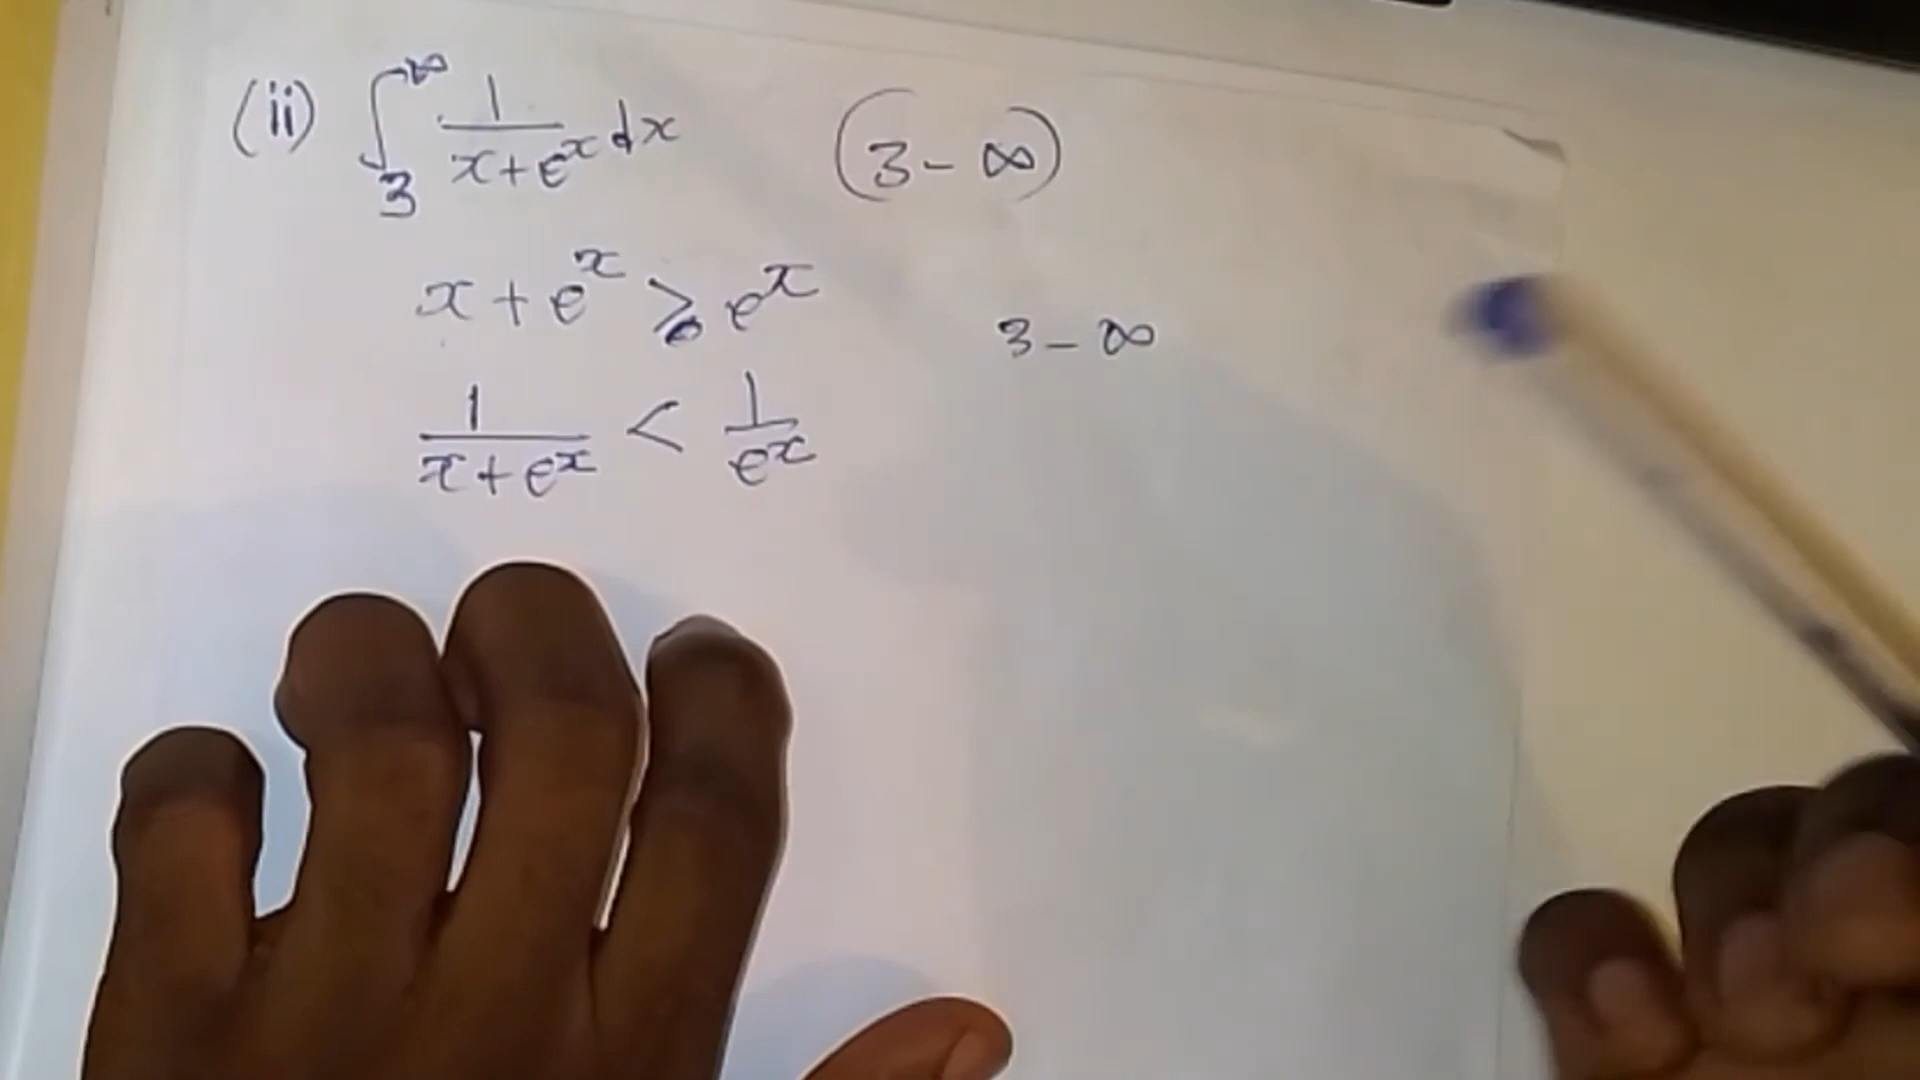 (ii) ∫₃^∞ 1/(x+e^x) dx (3 – ∞)
x + e^x ⩾ e^x 3 – ∞
1/(x+e^x) < 1/e^x